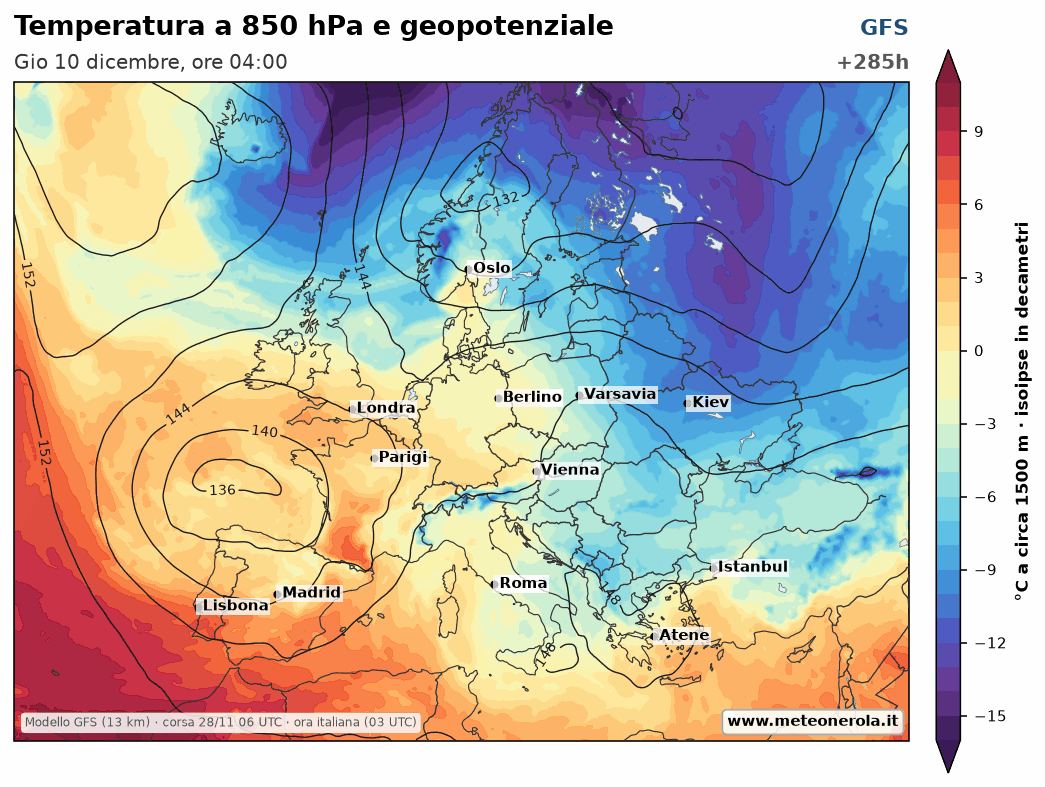 Temperatura a 850 hPa e geopotenziale
GFS
Gio 10 dicembre, ore 04:00
+285h
132
Oslo
152
144
9
6
3
0
−3
−6
−9
−12
−15
°C a circa 1500 m · isoipse in decametri
Berlino
Varsavia
Kiev
Londra
144
140
152
Parigi
Vienna
136
Istanbul
Roma
Madrid
Lisbona
148
Atene
Modello GFS (13 km) · corsa 28/11 06 UTC · ora italiana (03 UTC)
www.meteonerola.it